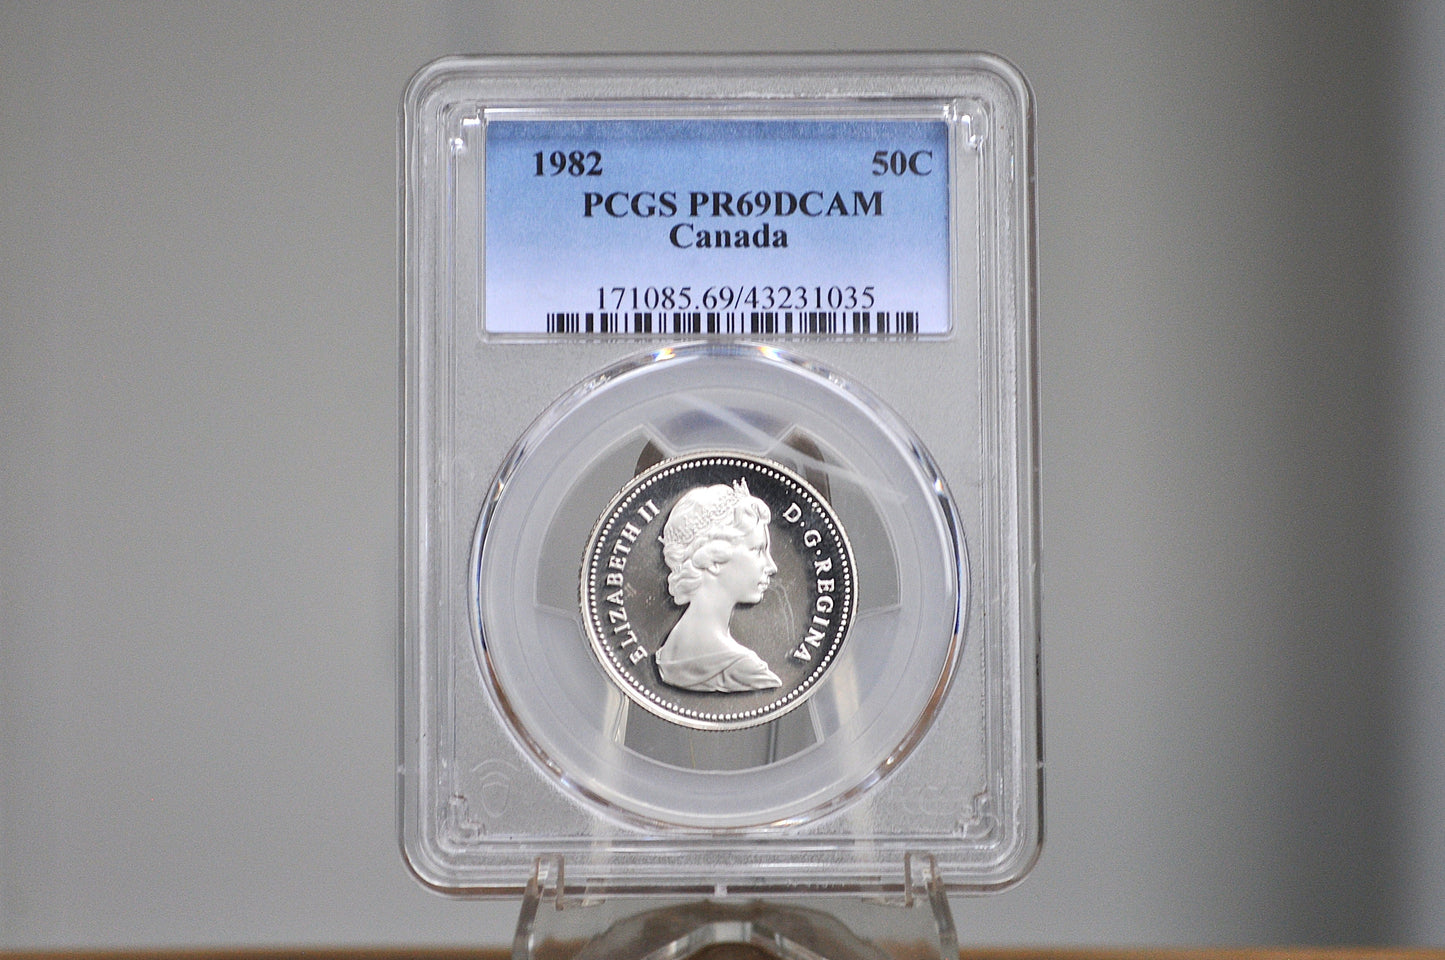 1982 50C
PCGS PR69DCAM
Canada
171085.69/43231035
ELIZABETH II D·G·REGINA